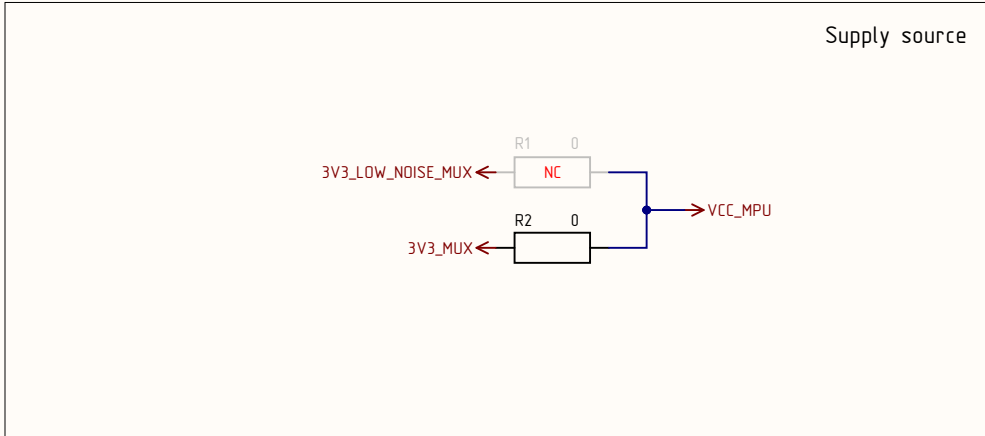 Supply source
R1 0
3V3_LOW_NOISE_MUX NC
VCC_MPU
R2 0
3V3_MUX